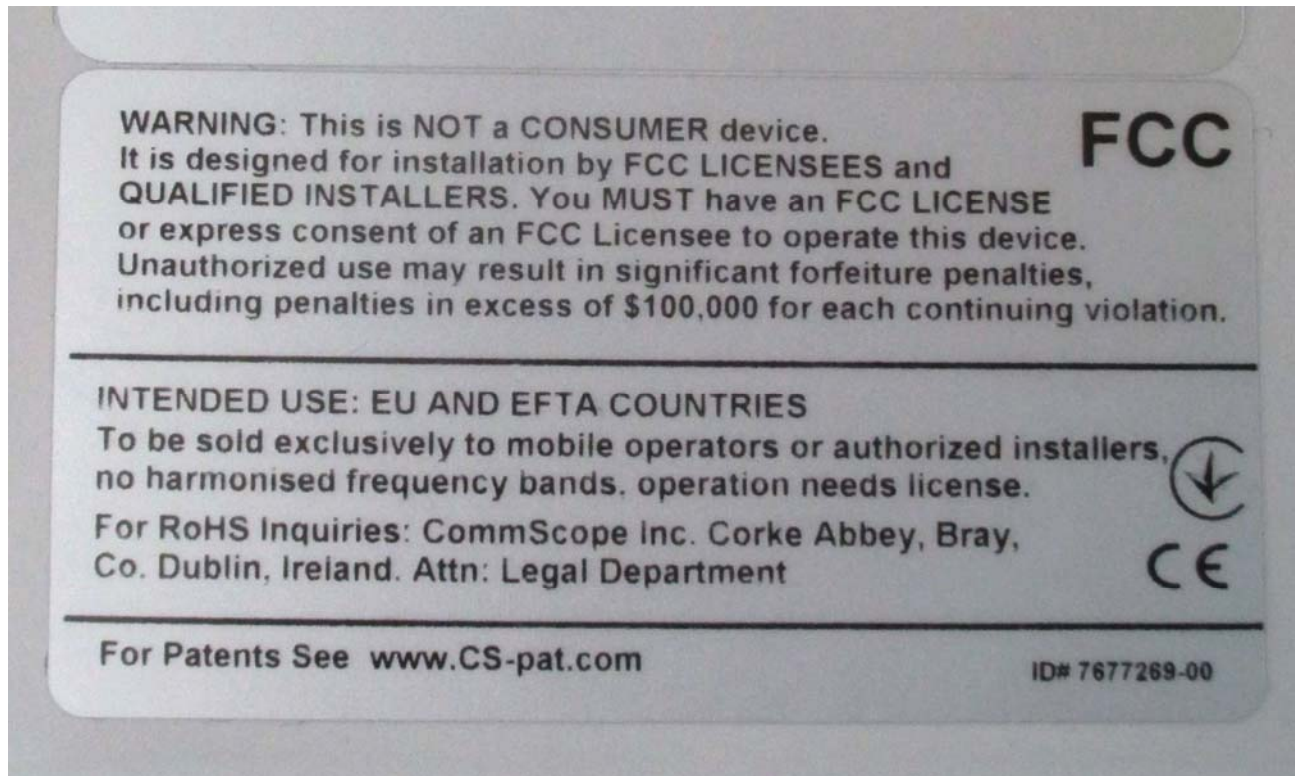 WARNING: This is NOT a CONSUMER device.
FCC
It is designed for installation by FCC LICENSEES and
QUALIFIED INSTALLERS. You MUST have an FCC LICENSE
or express consent of an FCC Licensee to operate this device.
Unauthorized use may result in significant forfeiture penalties,
including penalties in excess of $100,000 for each continuing violation.
INTENDED USE: EU AND EFTA COUNTRIES
To be sold exclusively to mobile operators or authorized installers,
no harmonised frequency bands. operation needs license.
For RoHS Inquiries: CommScope Inc. Corke Abbey, Bray,
Co. Dublin, Ireland. Attn: Legal Department
CE
For Patents See www.CS-pat.com
ID# 7677269-00